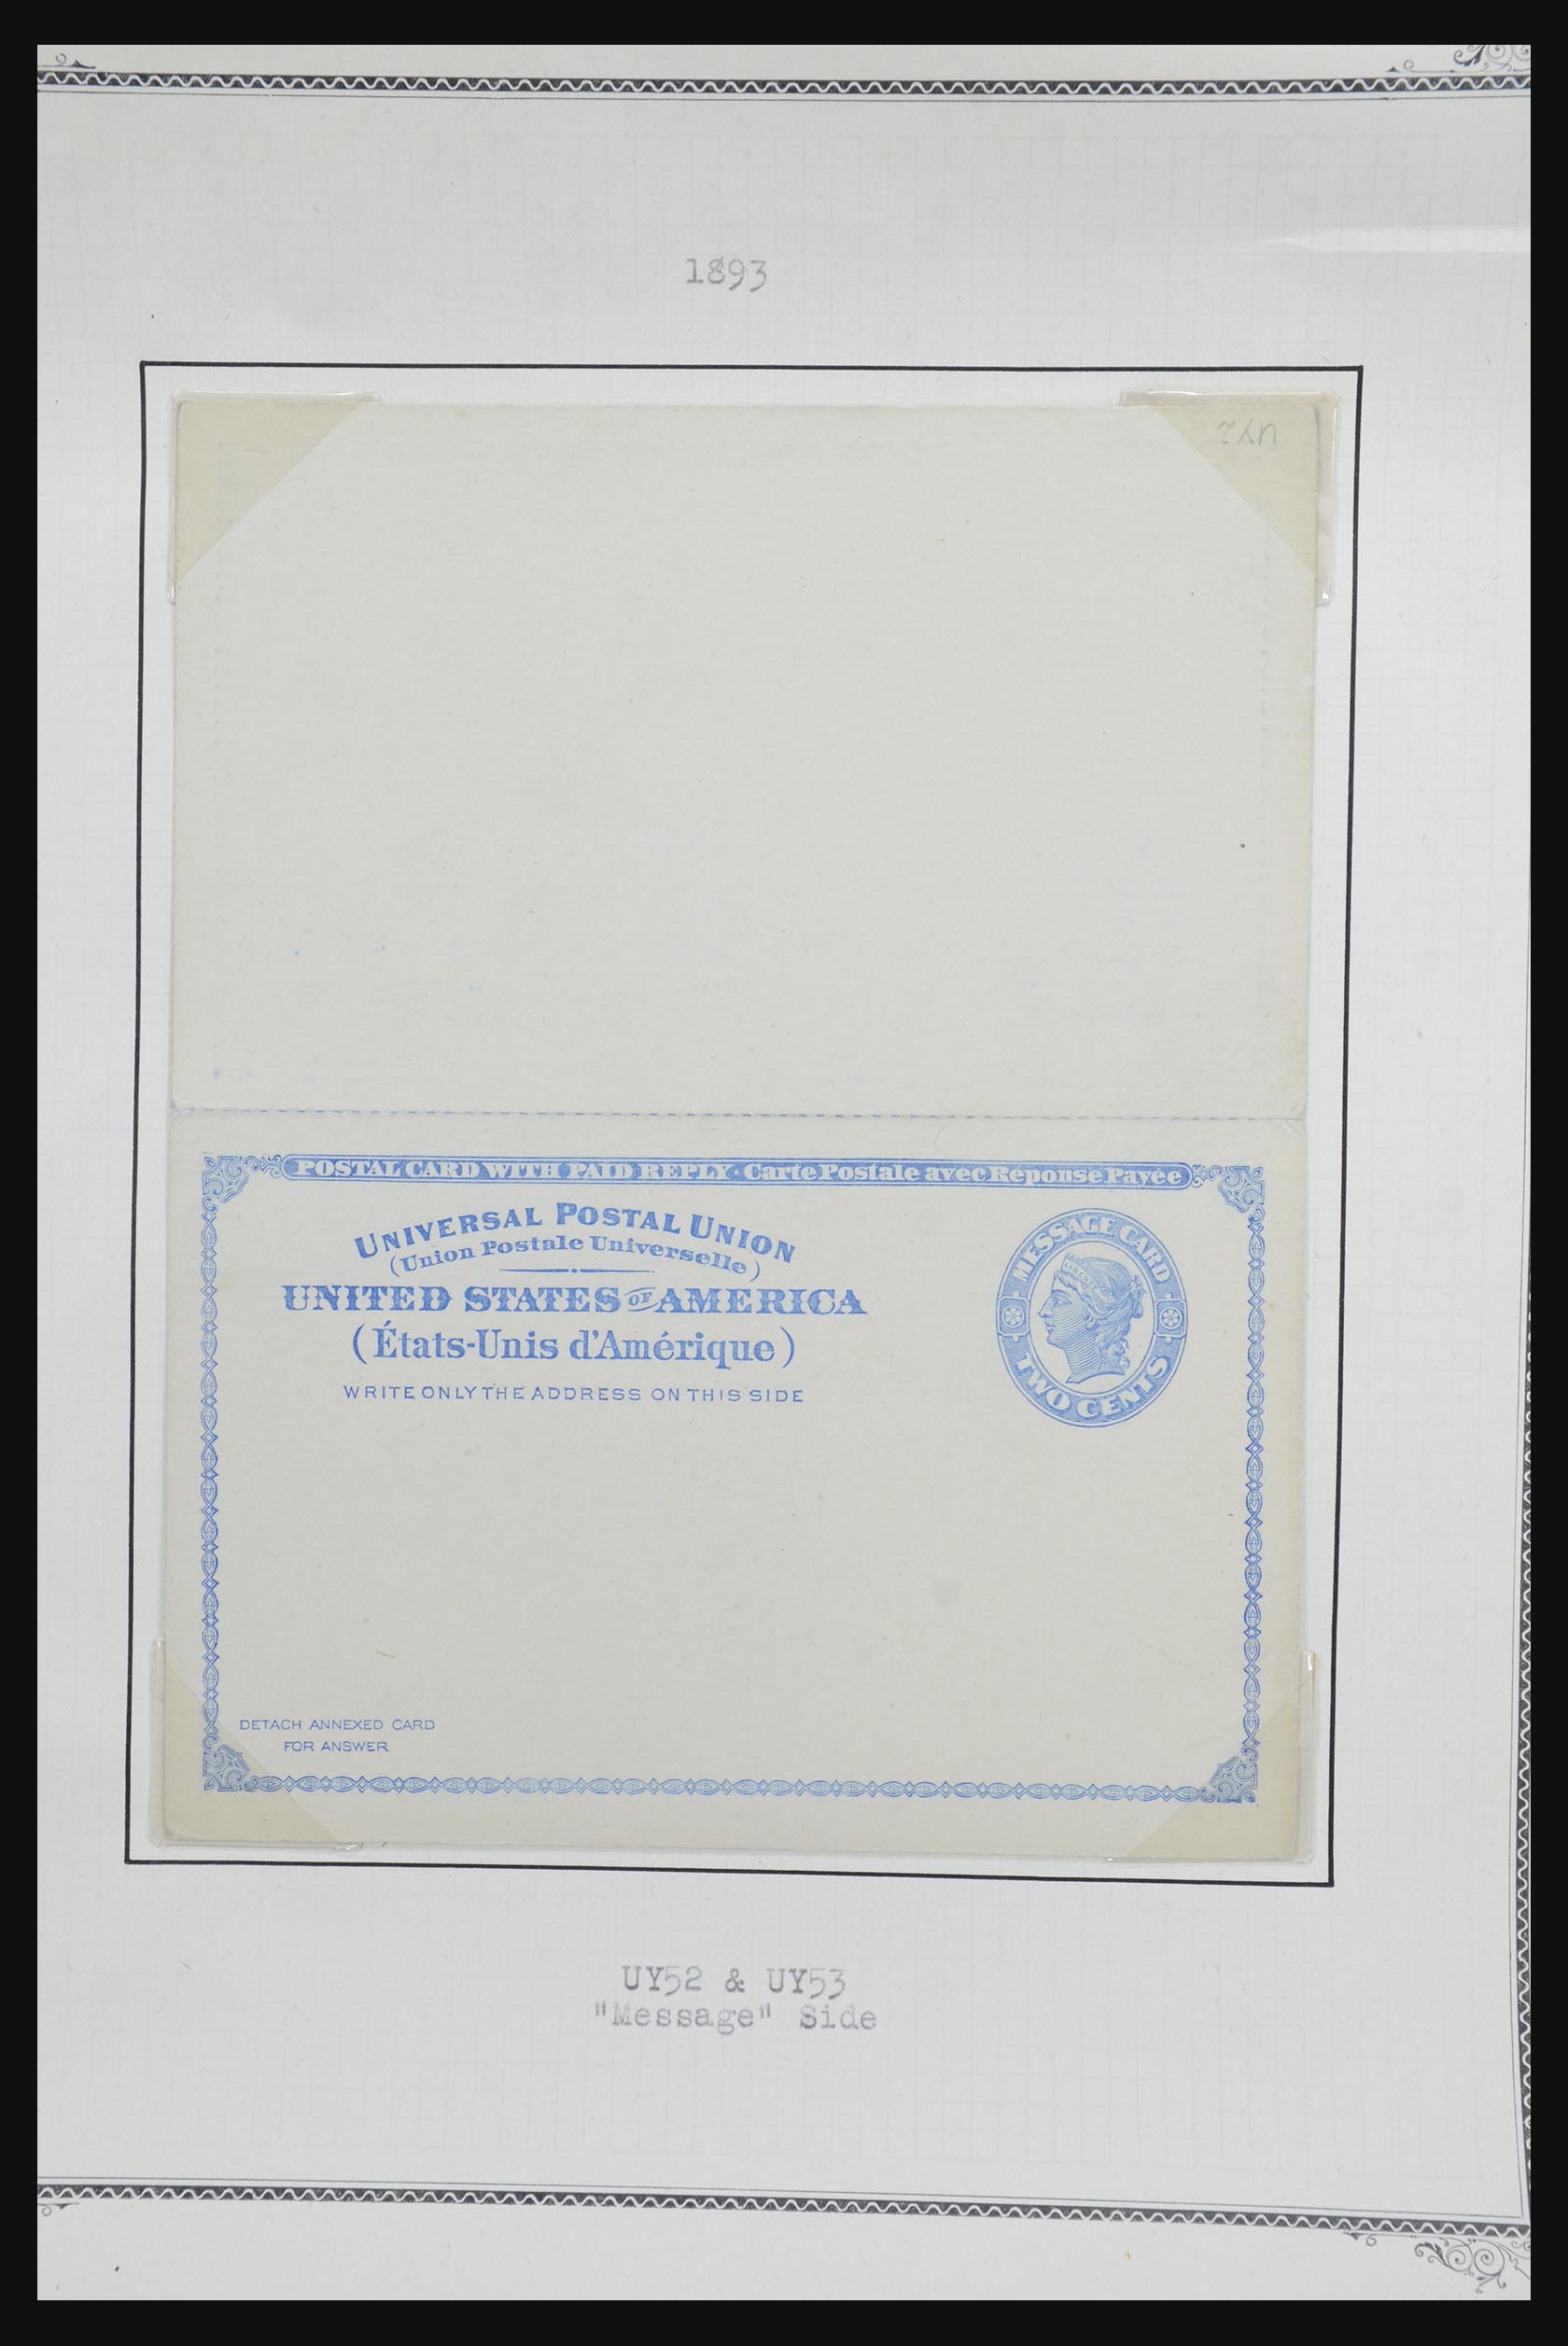 1893
UY2
POSTAL CARD WITH PAID REPLY · Carte Postale avec Réponse Payée
UNIVERSAL POSTAL UNION
(Union Postale Universelle)
UNITED STATES OF AMERICA
(États-Unis d'Amérique)
WRITE ONLY THE ADDRESS ON THIS SIDE
MESSAGE CARD
LIBERTY
TWO CENTS
DETACH ANNEXED CARD
FOR ANSWER
UY52 & UY53
"Message" Side